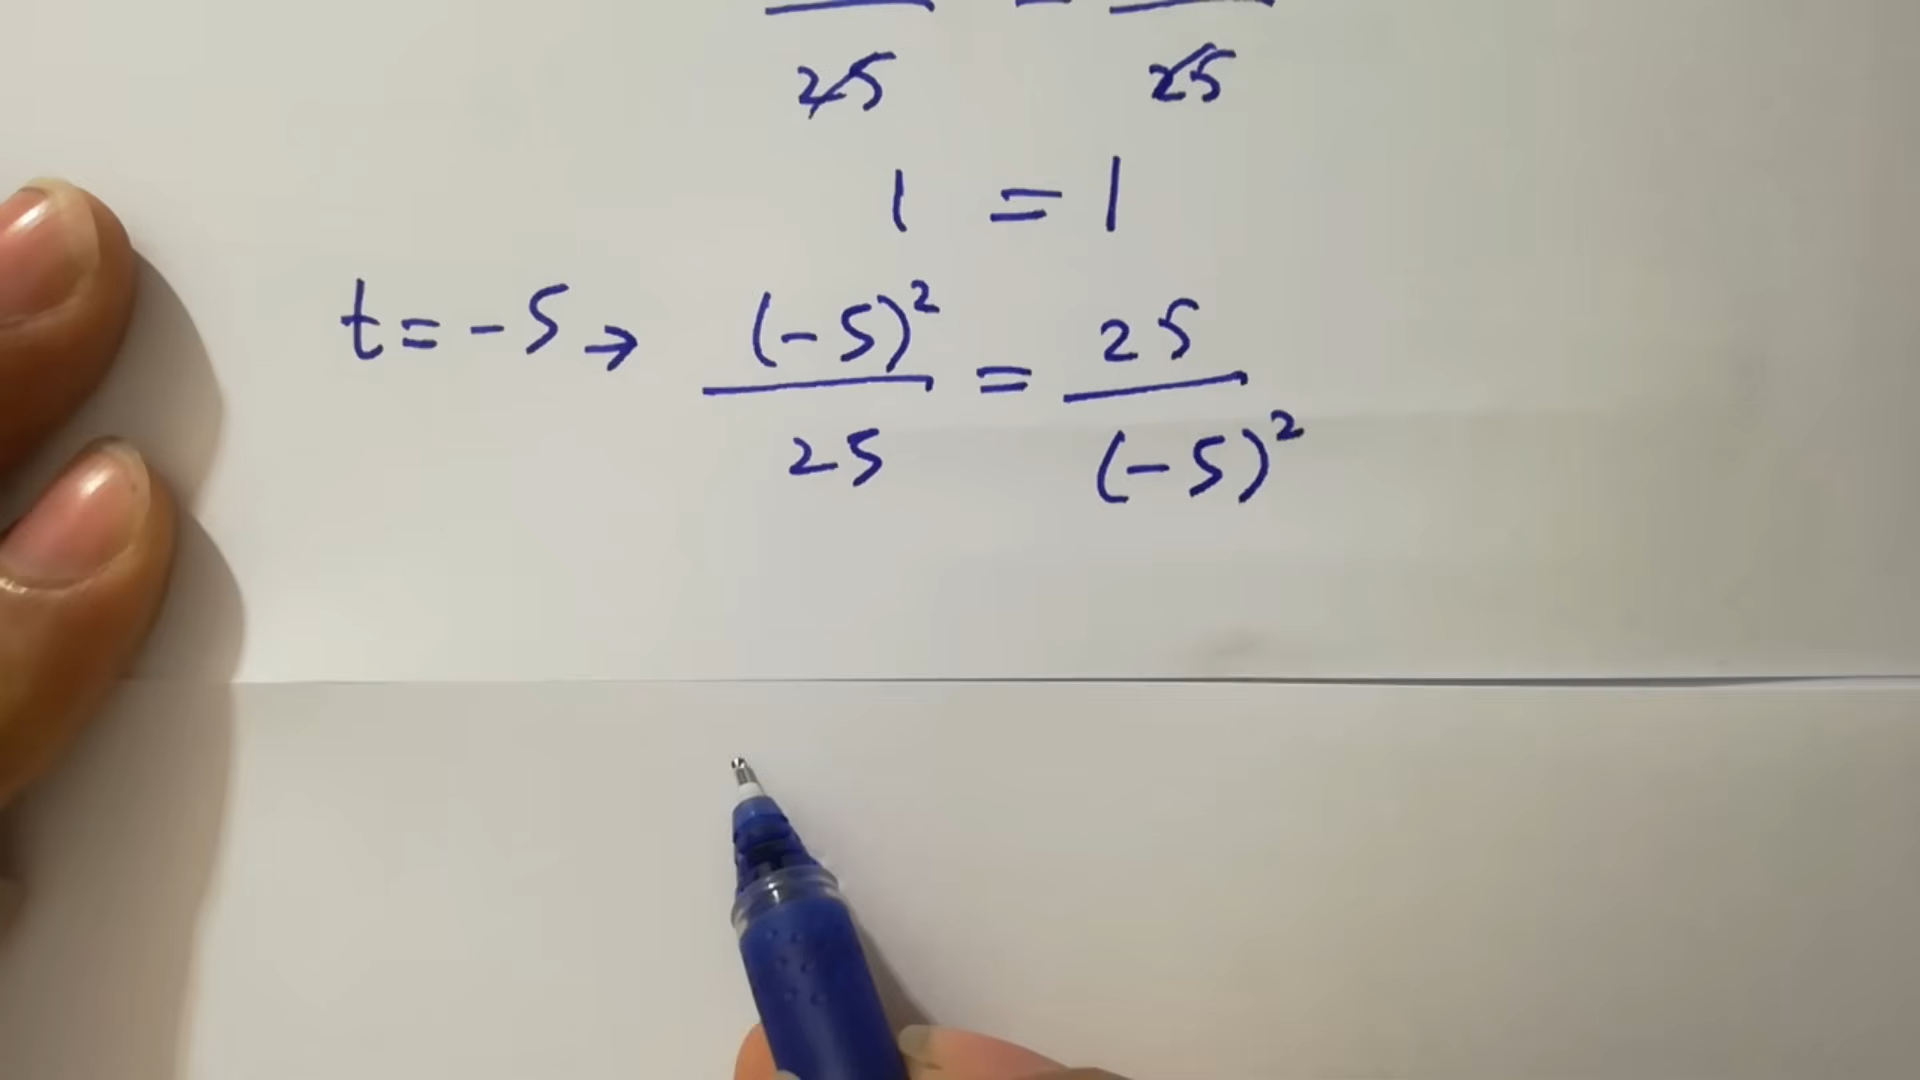 25 = 25
1 = 1
t = -5 → (-5)² / 25 = 25 / (-5)²